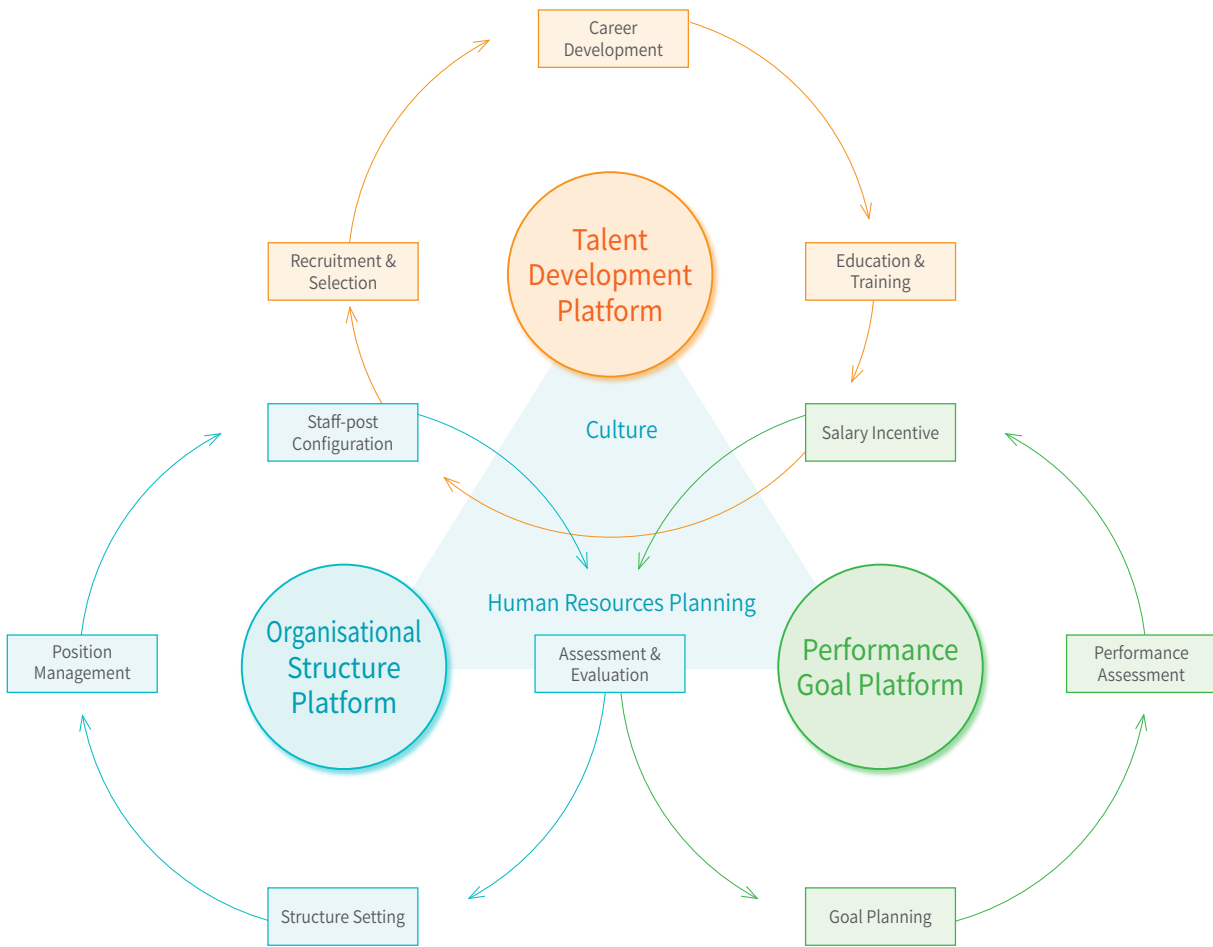 Career
Development
Talent
Development
Platform
Recruitment &
Selection
Education &
Training
Staff-post
Configuration
Culture
Salary Incentive
Human Resources Planning
Organisational
Structure
Platform
Performance
Goal Platform
Position
Management
Assessment &
Evaluation
Performance
Assessment
Structure Setting
Goal Planning